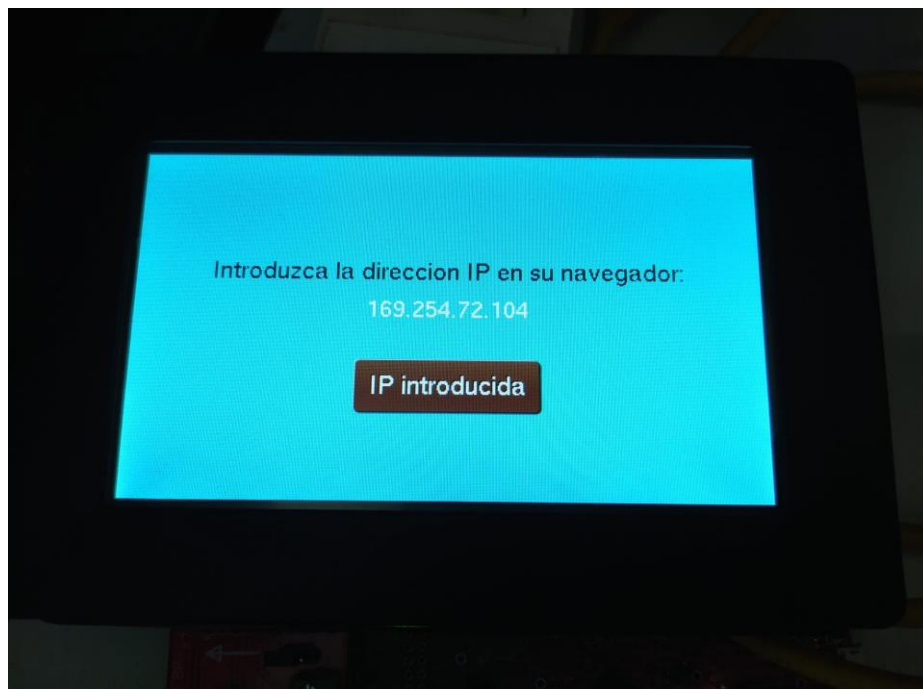 Introduzca la direccion IP en su navegador:
169.254.72.104
IP introducida